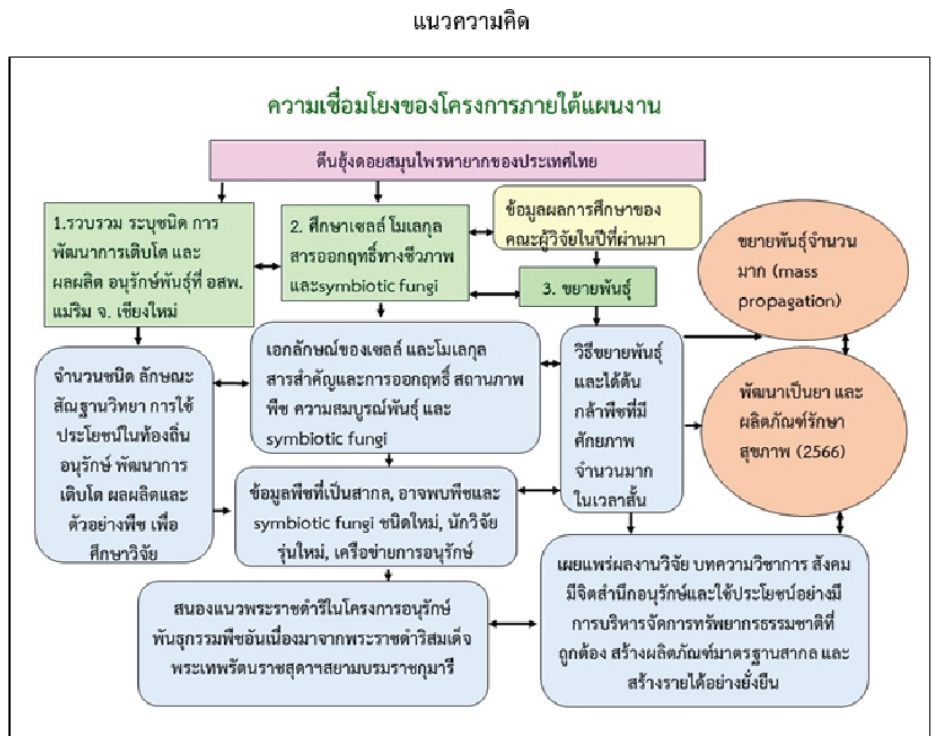 แนวความคิด
ความเชื่อมโยงของโครงการภายใต้แผนงาน
ตีนฮุ้งดอยสมุนไพรหายากของประเทศไทย
1.รวบรวม ระบุชนิด การ
พัฒนาการเติบโต และ
ผลผลิต อนุรักษ์พันธุ์ที่ อสพ.
แม่ริม จ. เชียงใหม่
2. ศึกษาเซลล์ โมเลกุล
สารออกฤทธิ์ทางชีวภาพ
และsymbiotic fungi
ข้อมูลผลการศึกษาของ
คณะผู้วิจัยในปีที่ผ่านมา
3. ขยายพันธุ์
ขยายพันธุ์จำนวน
มาก (mass
propagation)
จำนวนชนิด ลักษณะ
สัณฐานวิทยา การใช้
ประโยชน์ในท้องถิ่น
อนุรักษ์ พัฒนาการ
เติบโต ผลผลิตและ
ตัวอย่างพืช เพื่อ
ศึกษาวิจัย
เอกลักษณ์ของเซลล์ และโมเลกุล
สารสำคัญและการออกฤทธิ์ สถานภาพ
พืช ความสมบูรณ์พันธุ์ และ
symbiotic fungi
วิธีขยายพันธุ์
และได้ต้น
กล้าพืชที่มี
ศักยภาพ
จำนวนมาก
ในเวลาสั้น
พัฒนาเป็นยา และ
ผลิตภัณฑ์รักษา
สุขภาพ (2566)
ข้อมูลพืชที่เป็นสากล, อาจพบพืชและ
symbiotic fungi ชนิดใหม่, นักวิจัย
รุ่นใหม่, เครือข่ายการอนุรักษ์
เผยแพร่ผลงานวิจัย บทความวิชาการ สังคม
มีจิตสำนึกอนุรักษ์และใช้ประโยชน์อย่างมี
การบริหารจัดการทรัพยากรธรรมชาติที่
ถูกต้อง สร้างผลิตภัณฑ์มาตรฐานสากล และ
สร้างรายได้อย่างยั่งยืน
สนองแนวพระราชดำริในโครงการอนุรักษ์
พันธุกรรมพืชอันเนื่องมาจากพระราชดำริสมเด็จ
พระเทพรัตนราชสุดาฯสยามบรมราชกุมารี